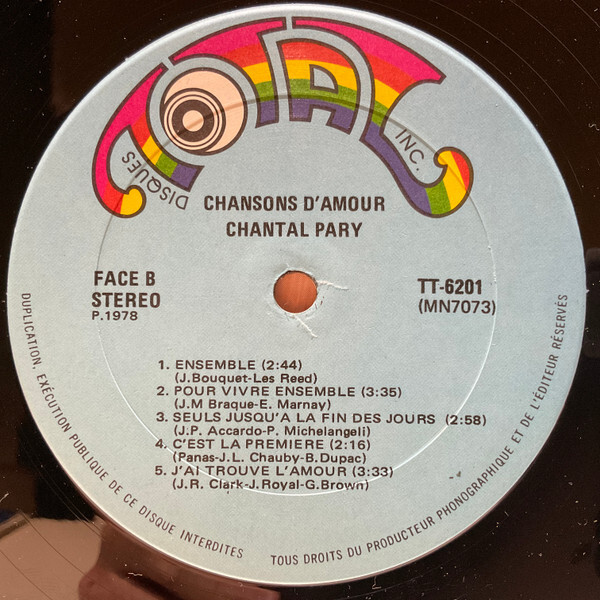 DISQUES TOTAL INC.
CHANSONS D'AMOUR
CHANTAL PARY
FACE B
STEREO
P.1978
TT-6201
(MN7073)
1. ENSEMBLE (2:44)
(J.Bouquet-Les Reed)
2. POUR VIVRE ENSEMBLE (3:35)
(J.M Braque-E. Marnay)
3. SEULS JUSQU'A LA FIN DES JOURS (2:58)
(J.P. Accardo-P. Michelangeli)
4. C'EST LA PREMIERE (2:16)
(Panas-J.L. Chauby-B.Dupac)
5. J'AI TROUVE L'AMOUR (3:33)
(J.R. Clark-J.Royal-G.Brown)
DUPLICATION, EXÉCUTION PUBLIQUE DE CE DISQUE INTERDITES
TOUS DROITS DU PRODUCTEUR PHONOGRAPHIQUE ET DE L'ÉDITEUR RÉSERVÉS